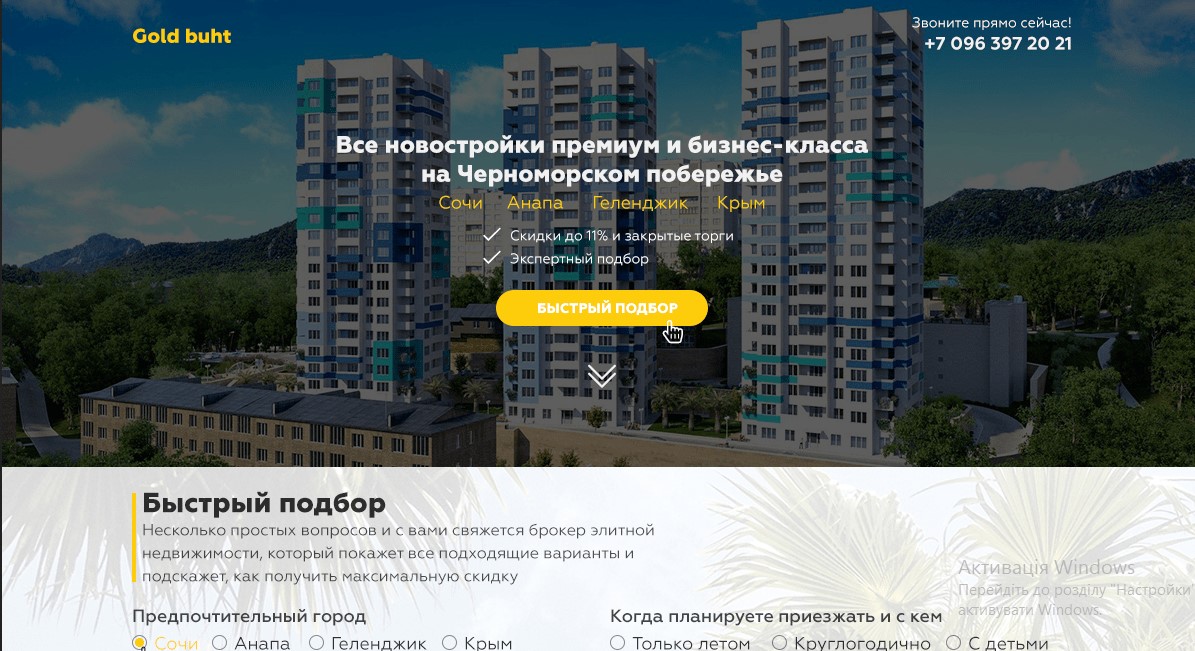 Gold buht
Звоните прямо сейчас!
+7 096 397 20 21
Все новостройки премиум и бизнес-класса
на Черноморском побережье
Сочи Анапа Геленджик Крым
Скидки до 11% и закрытые торги
Экспертный подбор
БЫСТРЫЙ ПОДБОР
Быстрый подбор
Несколько простых вопросов и с вами свяжется брокер элитной
недвижимости, который покажет все подходящие варианты и
подскажет, как получить максимальную скидку
Активація Windows
Перейдіть до розділу "Настройки"
активувати Windows.
Предпочтительный город
Сочи Анапа Геленджик Крым
Когда планируете приезжать и с кем
Только летом Круглогодично С детьми